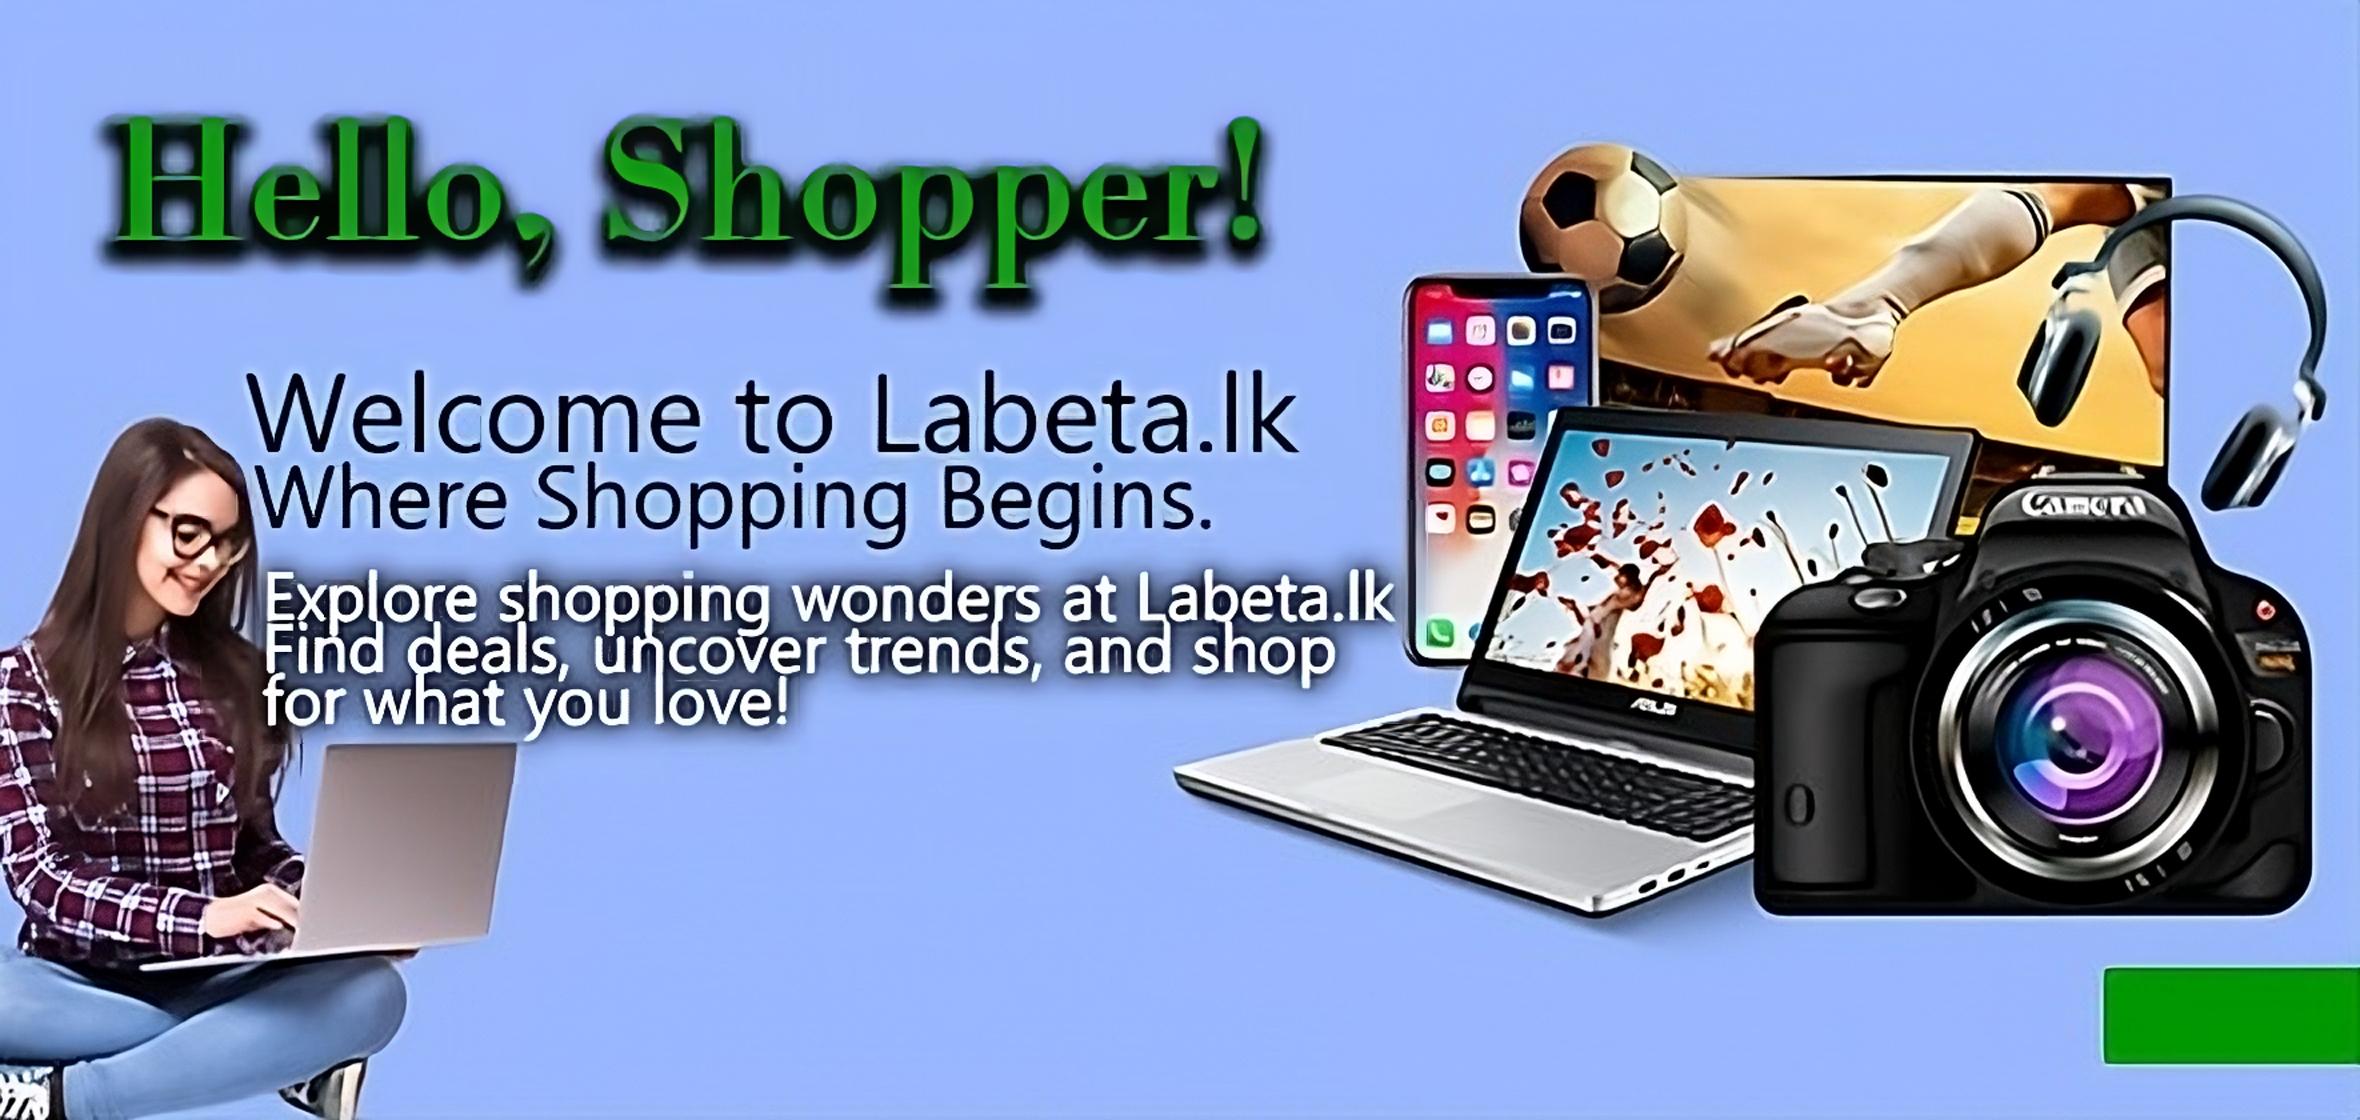 Hello, Shopper!
Welcome to Labeta.lk
Where Shopping Begins.
Explore shopping wonders at Labeta.lk
Find deals, uncover trends, and shop
for what you love!
ASUS